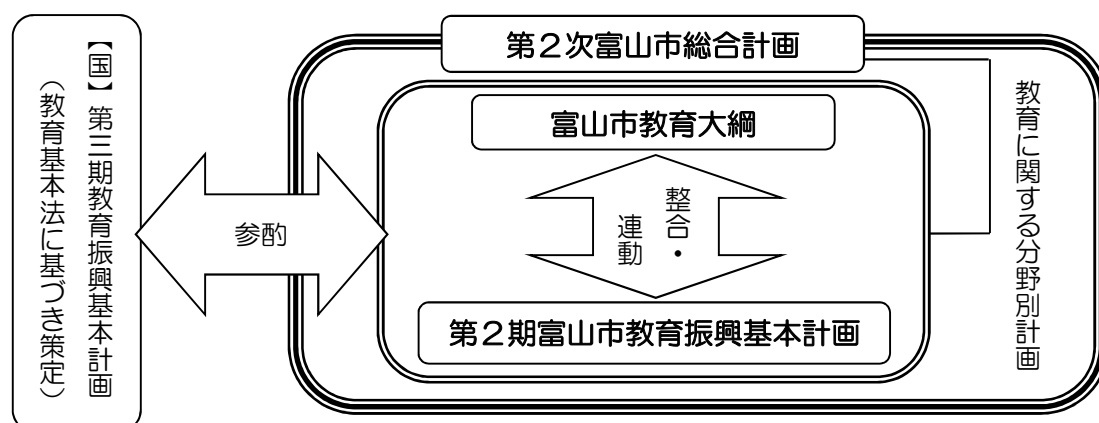 【国】第三期教育振興基本計画
（教育基本法に基づき策定）
参酌
第２次富山市総合計画
富山市教育大綱
整合・
連動
第２期富山市教育振興基本計画
教育に関する分野別計画